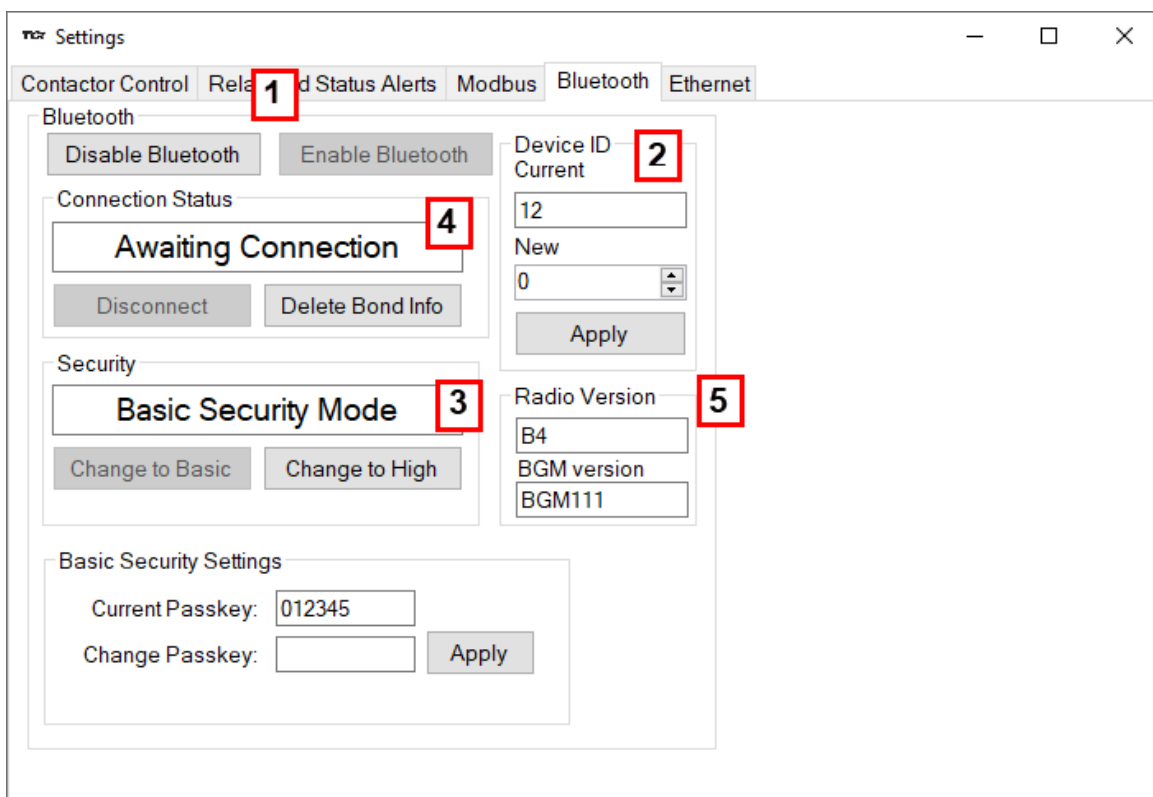 Settings
Contactor Control Rela d Status Alerts Modbus Bluetooth Ethernet
1
Bluetooth
Disable Bluetooth Enable Bluetooth
Device ID
2
Current
12
New
0
Apply
Connection Status
4
Awaiting Connection
Disconnect Delete Bond Info
Security
3
Basic Security Mode
Change to Basic Change to High
Radio Version
5
B4
BGM version
BGM111
Basic Security Settings
Current Passkey: 012345
Change Passkey: Apply